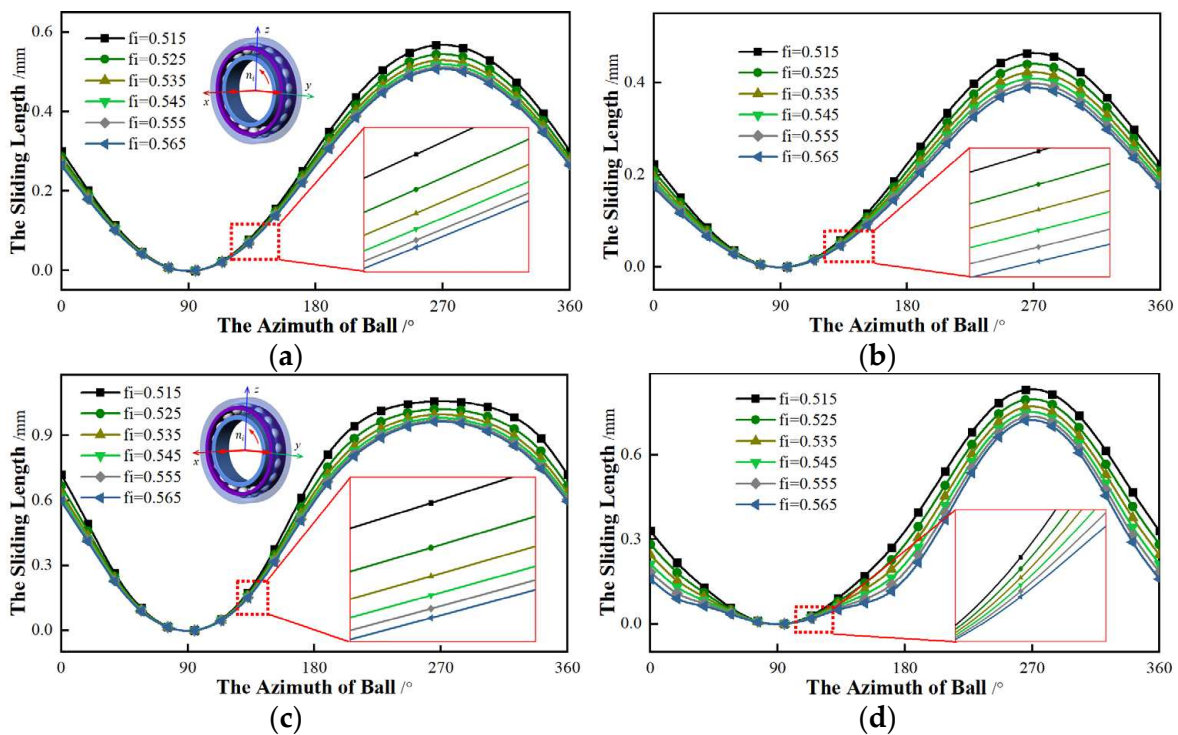 0.6
0.4
0.2
0.0
The Sliding Length /mm
fi=0.515
fi=0.525
fi=0.535
fi=0.545
fi=0.555
fi=0.565
z
n_i
x
y
0
90
180
270
360
The Azimuth of Ball /°
(a)
0.4
0.2
0.0
The Sliding Length /mm
fi=0.515
fi=0.525
fi=0.535
fi=0.545
fi=0.555
fi=0.565
0
90
180
270
360
The Azimuth of Ball /°
(b)
0.9
0.6
0.3
0.0
The Sliding Length /mm
fi=0.515
fi=0.525
fi=0.535
fi=0.545
fi=0.555
fi=0.565
z
n_i
x
y
0
90
180
270
360
The Azimuth of Ball /°
(c)
0.6
0.3
0.0
The Sliding Length /mm
fi=0.515
fi=0.525
fi=0.535
fi=0.545
fi=0.555
fi=0.565
0
90
180
270
360
The Azimuth of Ball /°
(d)